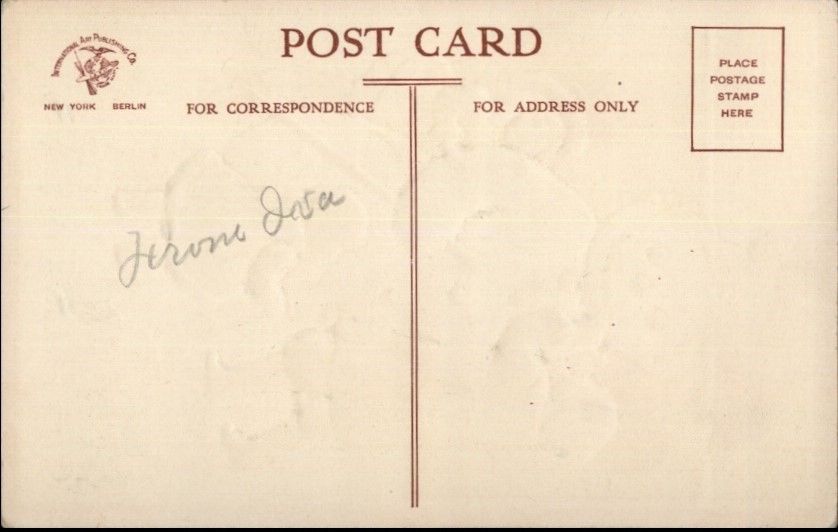 INTERNATIONAL ART PUBLISHING CO.
NEW YORK BERLIN
POST CARD
FOR CORRESPONDENCE
FOR ADDRESS ONLY
PLACE
POSTAGE
STAMP
HERE
Jerome Iowa